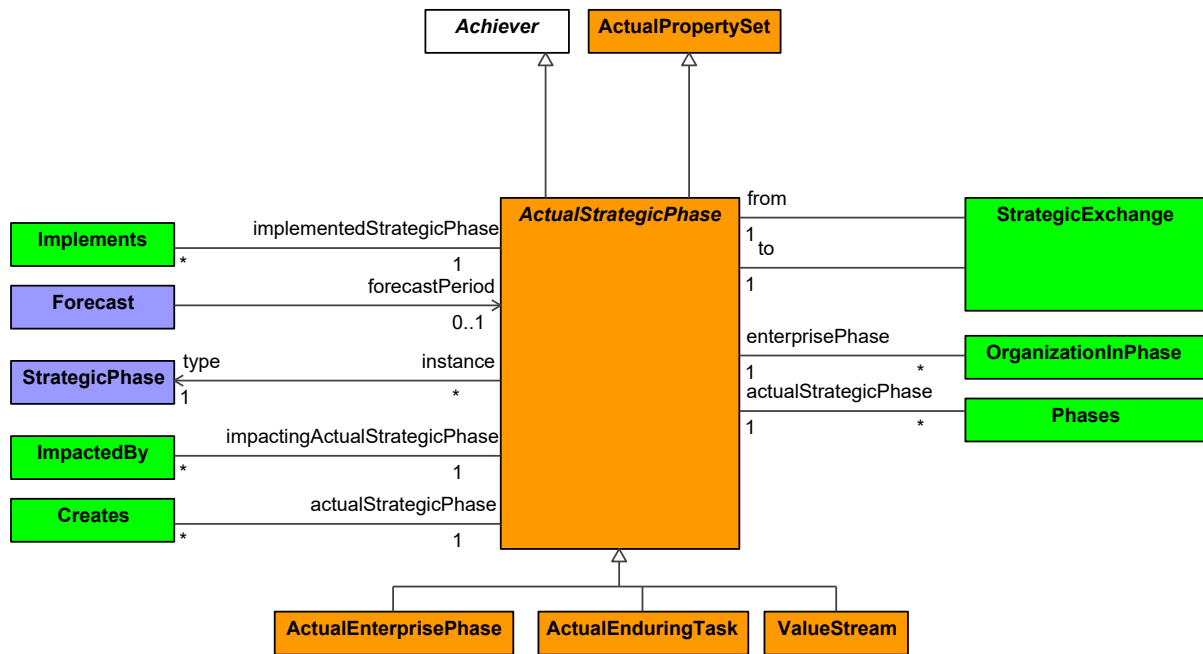 Achiever
ActualPropertySet
ActualStrategicPhase
from
1
to
1
StrategicExchange
Implements
*
implementedStrategicPhase
1
Forecast
forecastPeriod
0..1
enterprisePhase
1
*
OrganizationInPhase
StrategicPhase
type
1
instance
*
actualStrategicPhase
1
*
Phases
ImpactedBy
*
impactingActualStrategicPhase
1
Creates
*
actualStrategicPhase
1
ActualEnterprisePhase
ActualEnduringTask
ValueStream